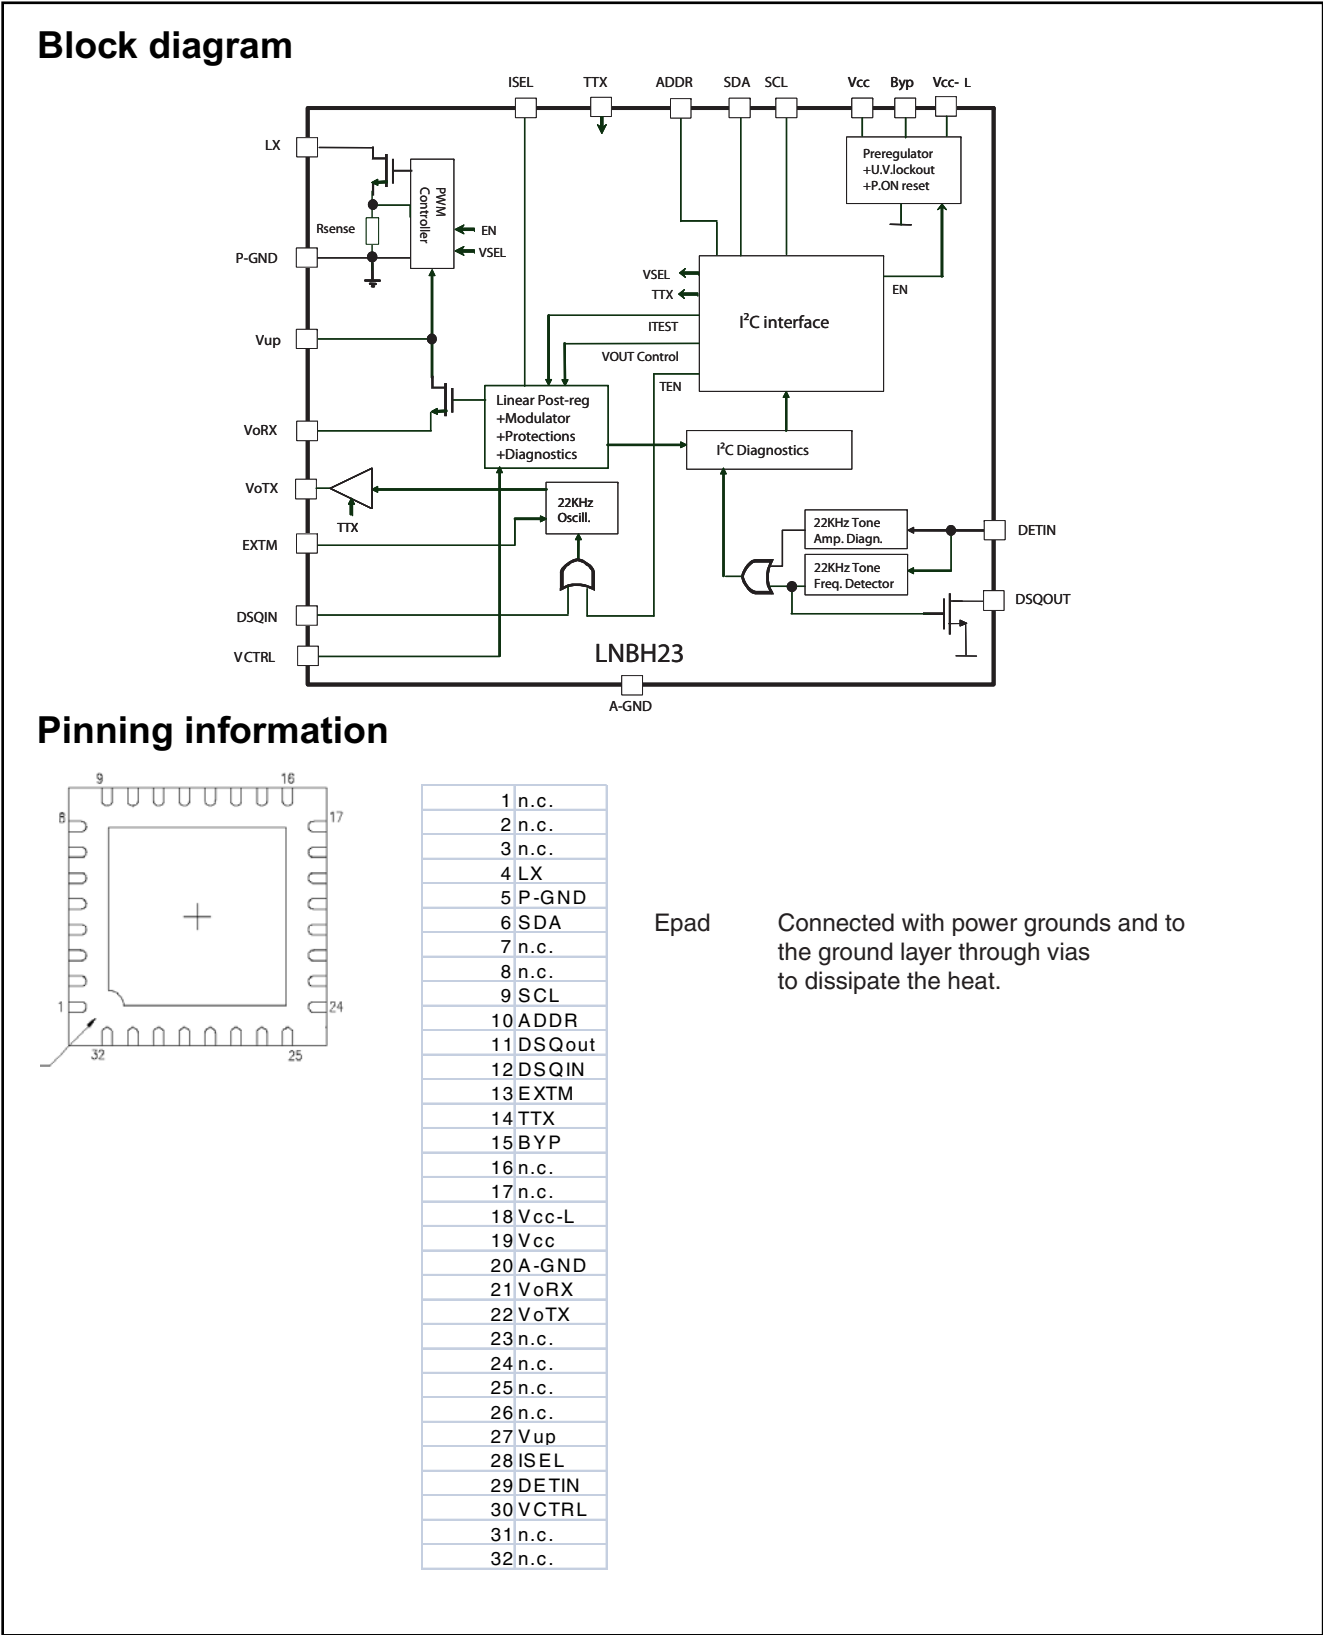 Block diagram
ISEL
TTX
ADDR
SDA
SCL
Vcc
Byp
Vcc- L
LX
PWM
Controller
Rsense
EN
VSEL
P-GND
Preregulator
+U.V.lockout
+P.ON reset
VSEL
TTX
I²C interface
EN
ITEST
VOUT Control
TEN
Vup
VoRX
Linear Post-reg
+Modulator
+Protections
+Diagnostics
I²C Diagnostics
VoTX
TTX
22KHz
Oscill.
EXTM
22KHz Tone
Amp. Diagn.
DETIN
22KHz Tone
Freq. Detector
DSQOUT
DSQIN
VCTRL
LNBH23
A-GND
Pinning information
9
16
8
17
1
24
32
25
1 n.c.
2 n.c.
3 n.c.
4 LX
5 P-GND
6 SDA
7 n.c.
8 n.c.
9 SCL
10 ADDR
11 DSQout
12 DSQIN
13 EXTM
14 TTX
15 BYP
16 n.c.
17 n.c.
18 Vcc-L
19 Vcc
20 A-GND
21 VoRX
22 VoTX
23 n.c.
24 n.c.
25 n.c.
26 n.c.
27 Vup
28 ISEL
29 DETIN
30 VCTRL
31 n.c.
32 n.c.
Epad Connected with power grounds and to
the ground layer through vias
to dissipate the heat.